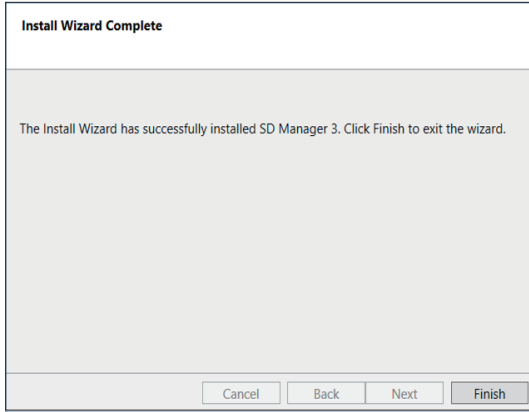 Install Wizard Complete
The Install Wizard has successfully installed SD Manager 3. Click Finish to exit the wizard.
Cancel Back Next Finish